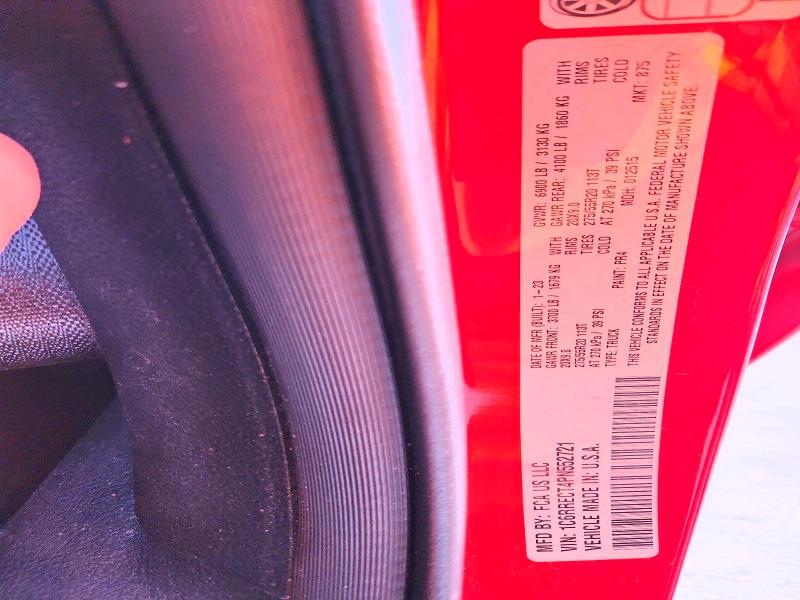 MFD BY: FCA US LLC
DATE OF MFR (BUILT): 1-23
GVWR: 6900 LB / 3130 KG
VIN: 1C6RRECT4PN552721
GAWR FRONT: 3700 LB / 1679 KG
WITH
GAWR REAR: 4100 LB / 1860 KG
WITH
VEHICLE MADE IN: U.S.A.
20X9.0
RIMS
20X9.0
RIMS
275/55R20 113T
TIRES
275/55R20 113T
TIRES
AT 270 kPa / 39 PSI
COLD
AT 270 kPa / 39 PSI
COLD
TYPE: TRUCK
PAINT: PR4
MDH: 012515
MKT: 875
THIS VEHICLE CONFORMS TO ALL APPLICABLE U.S.A. FEDERAL MOTOR VEHICLE SAFETY
STANDARDS IN EFFECT ON THE DATE OF MANUFACTURE SHOWN ABOVE.